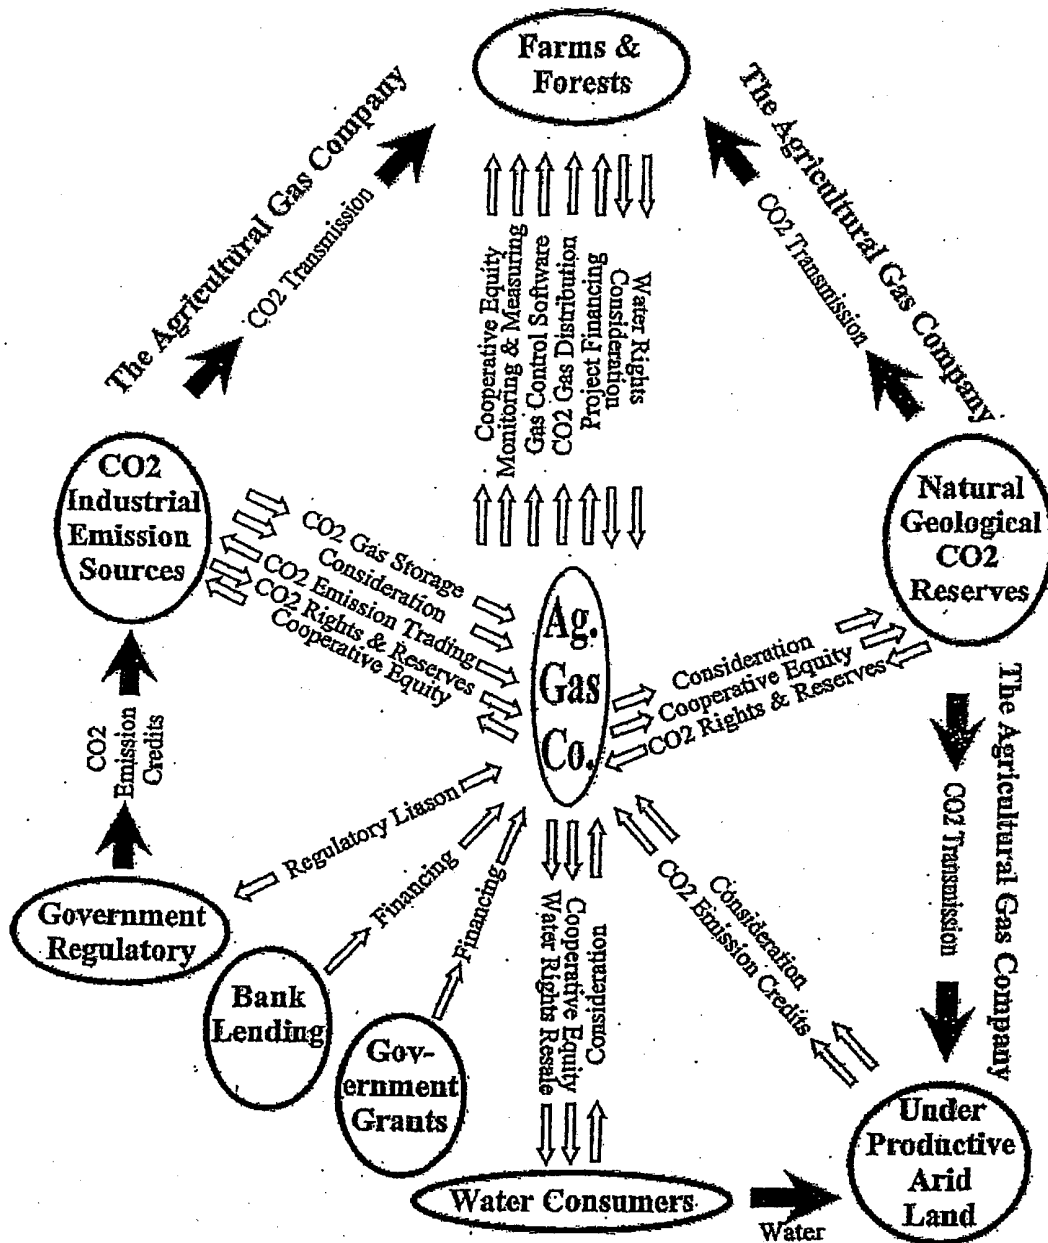 Farms &
Forests
The Agricultural Gas Company
CO2 Transmission
The Agricultural Gas Company
CO2 Transmission
Cooperative Equity
Monitoring & Measuring
Gas Control Software
CO2 Gas Distribution
Project Financing
Consideration
Water Rights
CO2
Industrial
Emission
Sources
CO2 Gas Storage
Consideration
CO2 Emission Trading
CO2 Rights & Reserves
Cooperative Equity
Ag.
Gas
Co.
Natural
Geological
CO2
Reserves
Consideration
Cooperative Equity
CO2 Rights & Reserves
The Agricultural Gas Company
CO2 Transmission
CO2
Emission
Credits
Government
Regulatory
Regulatory Liason
Bank
Lending
Financing
Gov-
ernment
Grants
Financing
Water Rights Resale
Cooperative Equity
Consideration
Consideration
CO2 Emission Credits
Water Consumers
Water
Under
Productive
Arid
Land